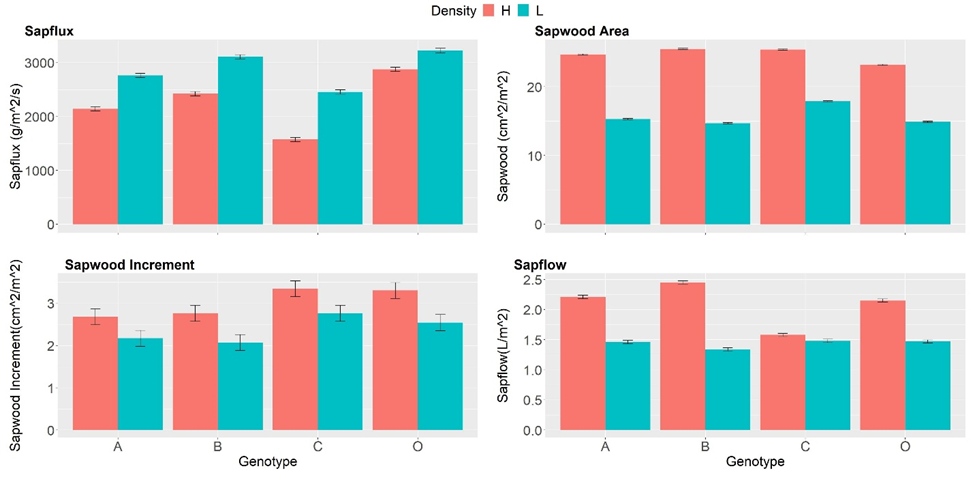 Density H L
Sapflux
Sapflux (g/m^2/s)
3000
2000
1000
0
Sapwood Area
Sapwood (cm^2/m^2)
20
10
0
Sapwood Increment
Sapwood Increment(cm^2/m^2)
3
2
1
0
A B C O
Genotype
Sapflow
Sapflow(L/m^2)
2.5
2.0
1.5
1.0
0.5
0.0
A B C O
Genotype